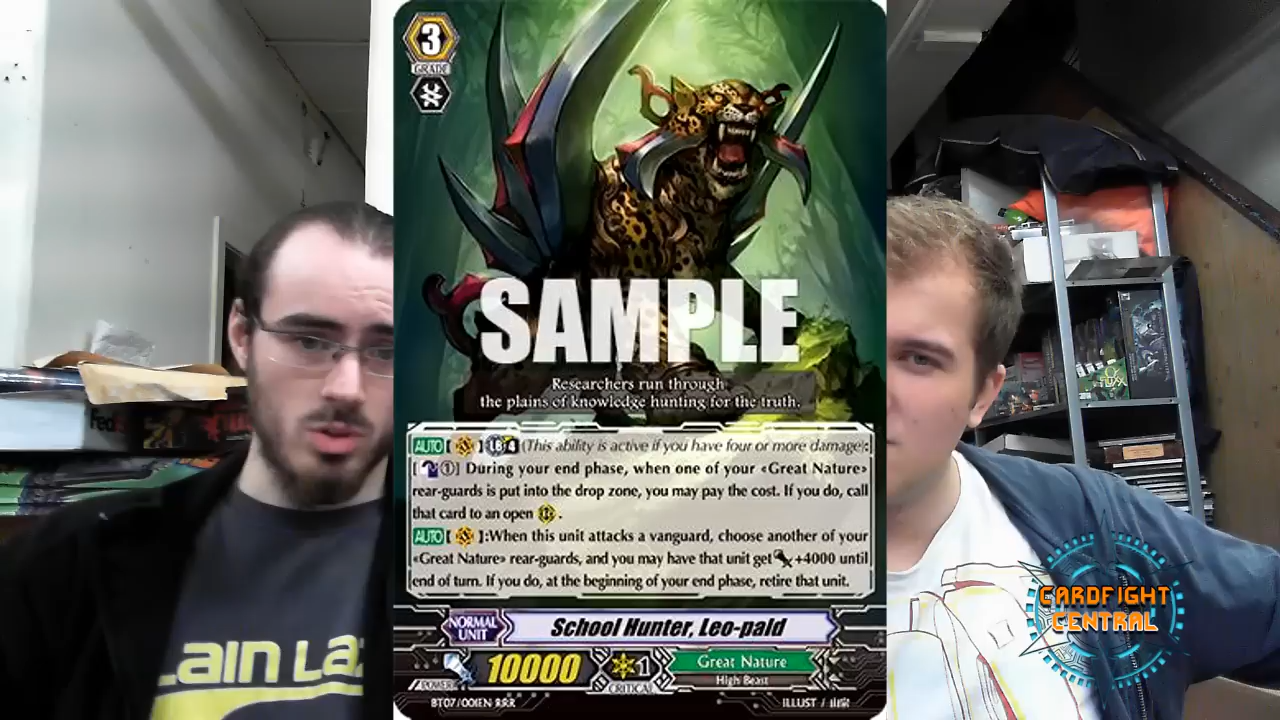 3
GRADE
SAMPLE
Researchers run through
the plains of knowledge hunting for the truth.
AUTO [ ] LB 4 (This ability is active if you have four or more damage):
[ ①] During your end phase, when one of your «Great Nature»
rear-guards is put into the drop zone, you may pay the cost. If you do, call
that card to an open .
AUTO [ ]:When this unit attacks a vanguard, choose another of your
«Great Nature» rear-guards, and you may have that unit get +4000 until
end of turn. If you do, at the beginning of your end phase, retire that unit.
NORMAL
UNIT
School Hunter, Leo-pald
POWER
10000
1
CRITICAL
Great Nature
High Beast
BT07/001EN RRR
ILLUST /
LAIN LA
CARDFIGHT
CENTRAL